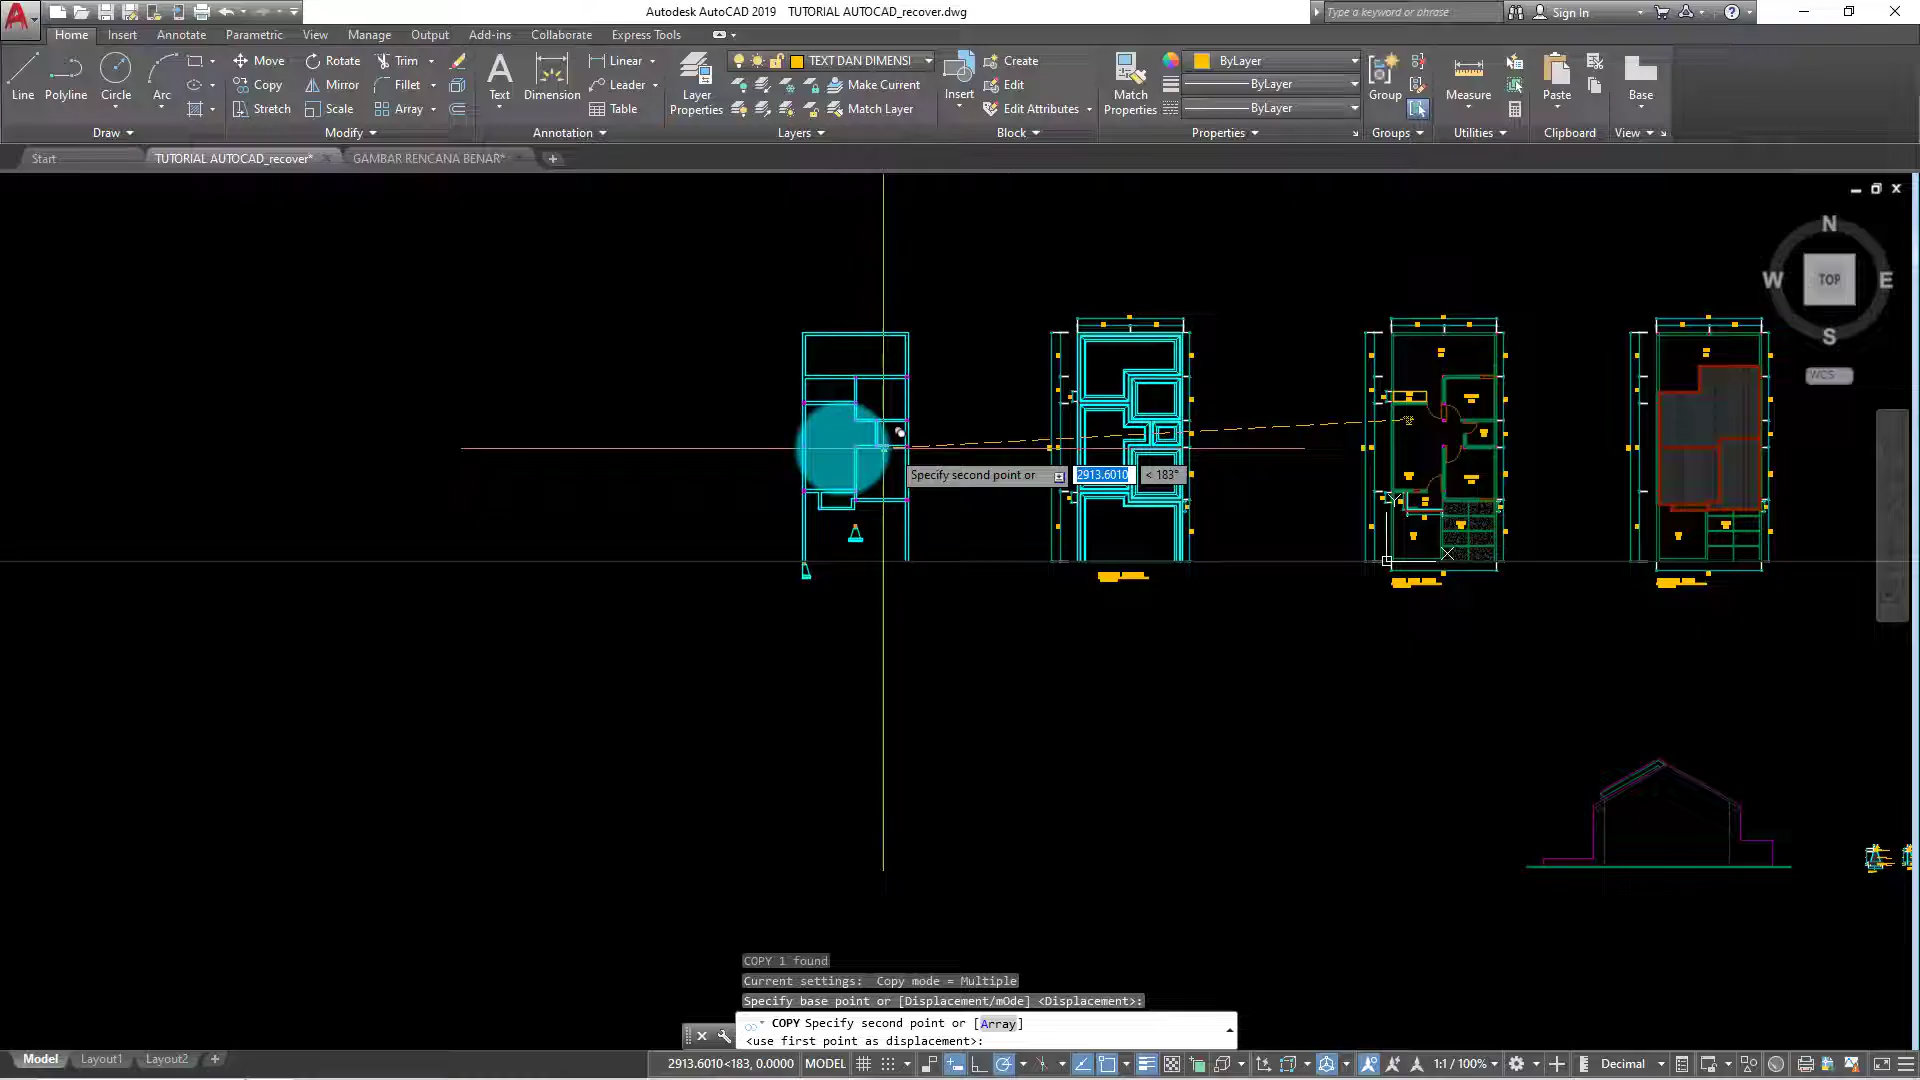 Autodesk AutoCAD 2019 TUTORIAL AUTOCAD_recover.dwg
Type a keyword or phrase
Sign In
Home Insert Annotate Parametric View Manage Output Add-ins Collaborate Express Tools
Line Polyline Circle Arc
Move Rotate Trim
Copy Mirror Fillet
Stretch Scale Array
Text Dimension
Linear
Leader
Table
Layer Properties
TEXT DAN DIMENSI
Make Current
Match Layer
Insert
Create
Edit
Edit Attributes
Match Properties
ByLayer
ByLayer
ByLayer
Group
Measure
Paste
Base
Draw Modify Annotation Layers Block Properties Groups Utilities Clipboard View
Start TUTORIAL AUTOCAD_recover* GAMBAR RENCANA BENAR*
N
W TOP E
S
WCS
Specify second point or 2913.6010 < 183°
COPY 1 found
Current settings: Copy mode = Multiple
Specify base point or [Displacement/mOde] <Displacement>:
COPY Specify second point or [Array]
<use first point as displacement>:
Model Layout1 Layout2
2913.6010<183, 0.0000 MODEL 1:1 / 100% Decimal